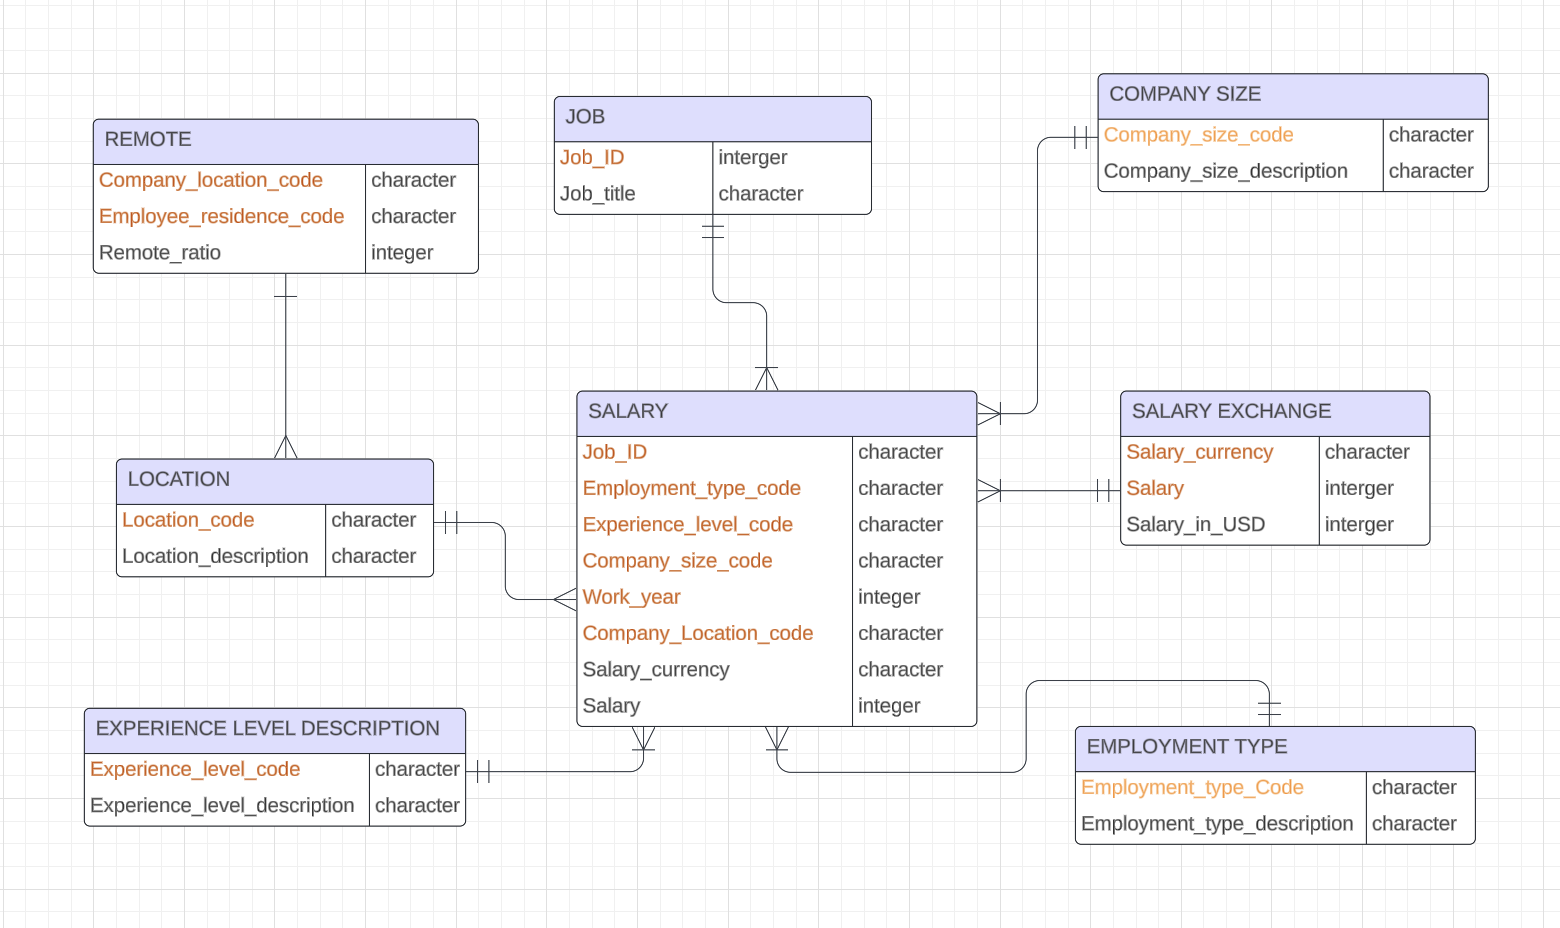 REMOTE
Company_location_code character
Employee_residence_code character
Remote_ratio integer
JOB
Job_ID interger
Job_title character
COMPANY SIZE
Company_size_code character
Company_size_description character
LOCATION
Location_code character
Location_description character
SALARY
Job_ID character
Employment_type_code character
Experience_level_code character
Company_size_code character
Work_year integer
Company_Location_code character
Salary_currency character
Salary integer
SALARY EXCHANGE
Salary_currency character
Salary interger
Salary_in_USD interger
EXPERIENCE LEVEL DESCRIPTION
Experience_level_code character
Experience_level_description character
EMPLOYMENT TYPE
Employment_type_Code character
Employment_type_description character